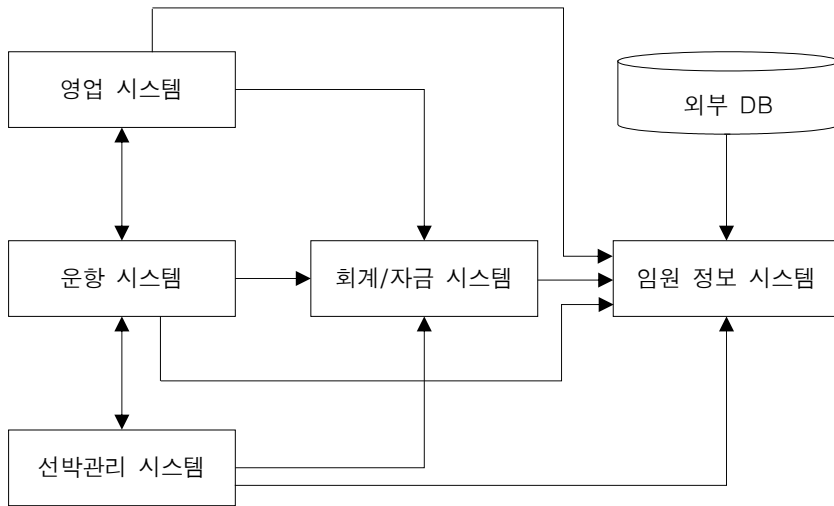 영업 시스템
외부 DB
운항 시스템
회계/자금 시스템
임원 정보 시스템
선박관리 시스템